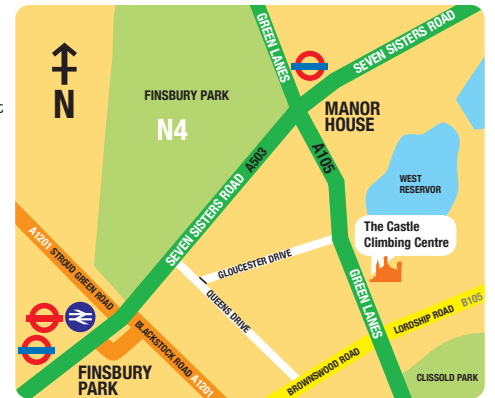 t
GREEN LANES
SEVEN SISTERS ROAD
N
FINSBURY PARK
N4
MANOR
HOUSE
A105
SEVEN SISTERS ROAD A503
WEST
RESERVOR
The Castle
Climbing Centre
A1201 STROUD GREEN ROAD
GLOUCESTER DRIVE
QUEENS DRIVE
GREEN LANES
LORDSHIP ROAD B105
BLACKSTOCK ROAD A1201
BROWNSWOOD ROAD
FINSBURY
PARK
CLISSOLD PARK